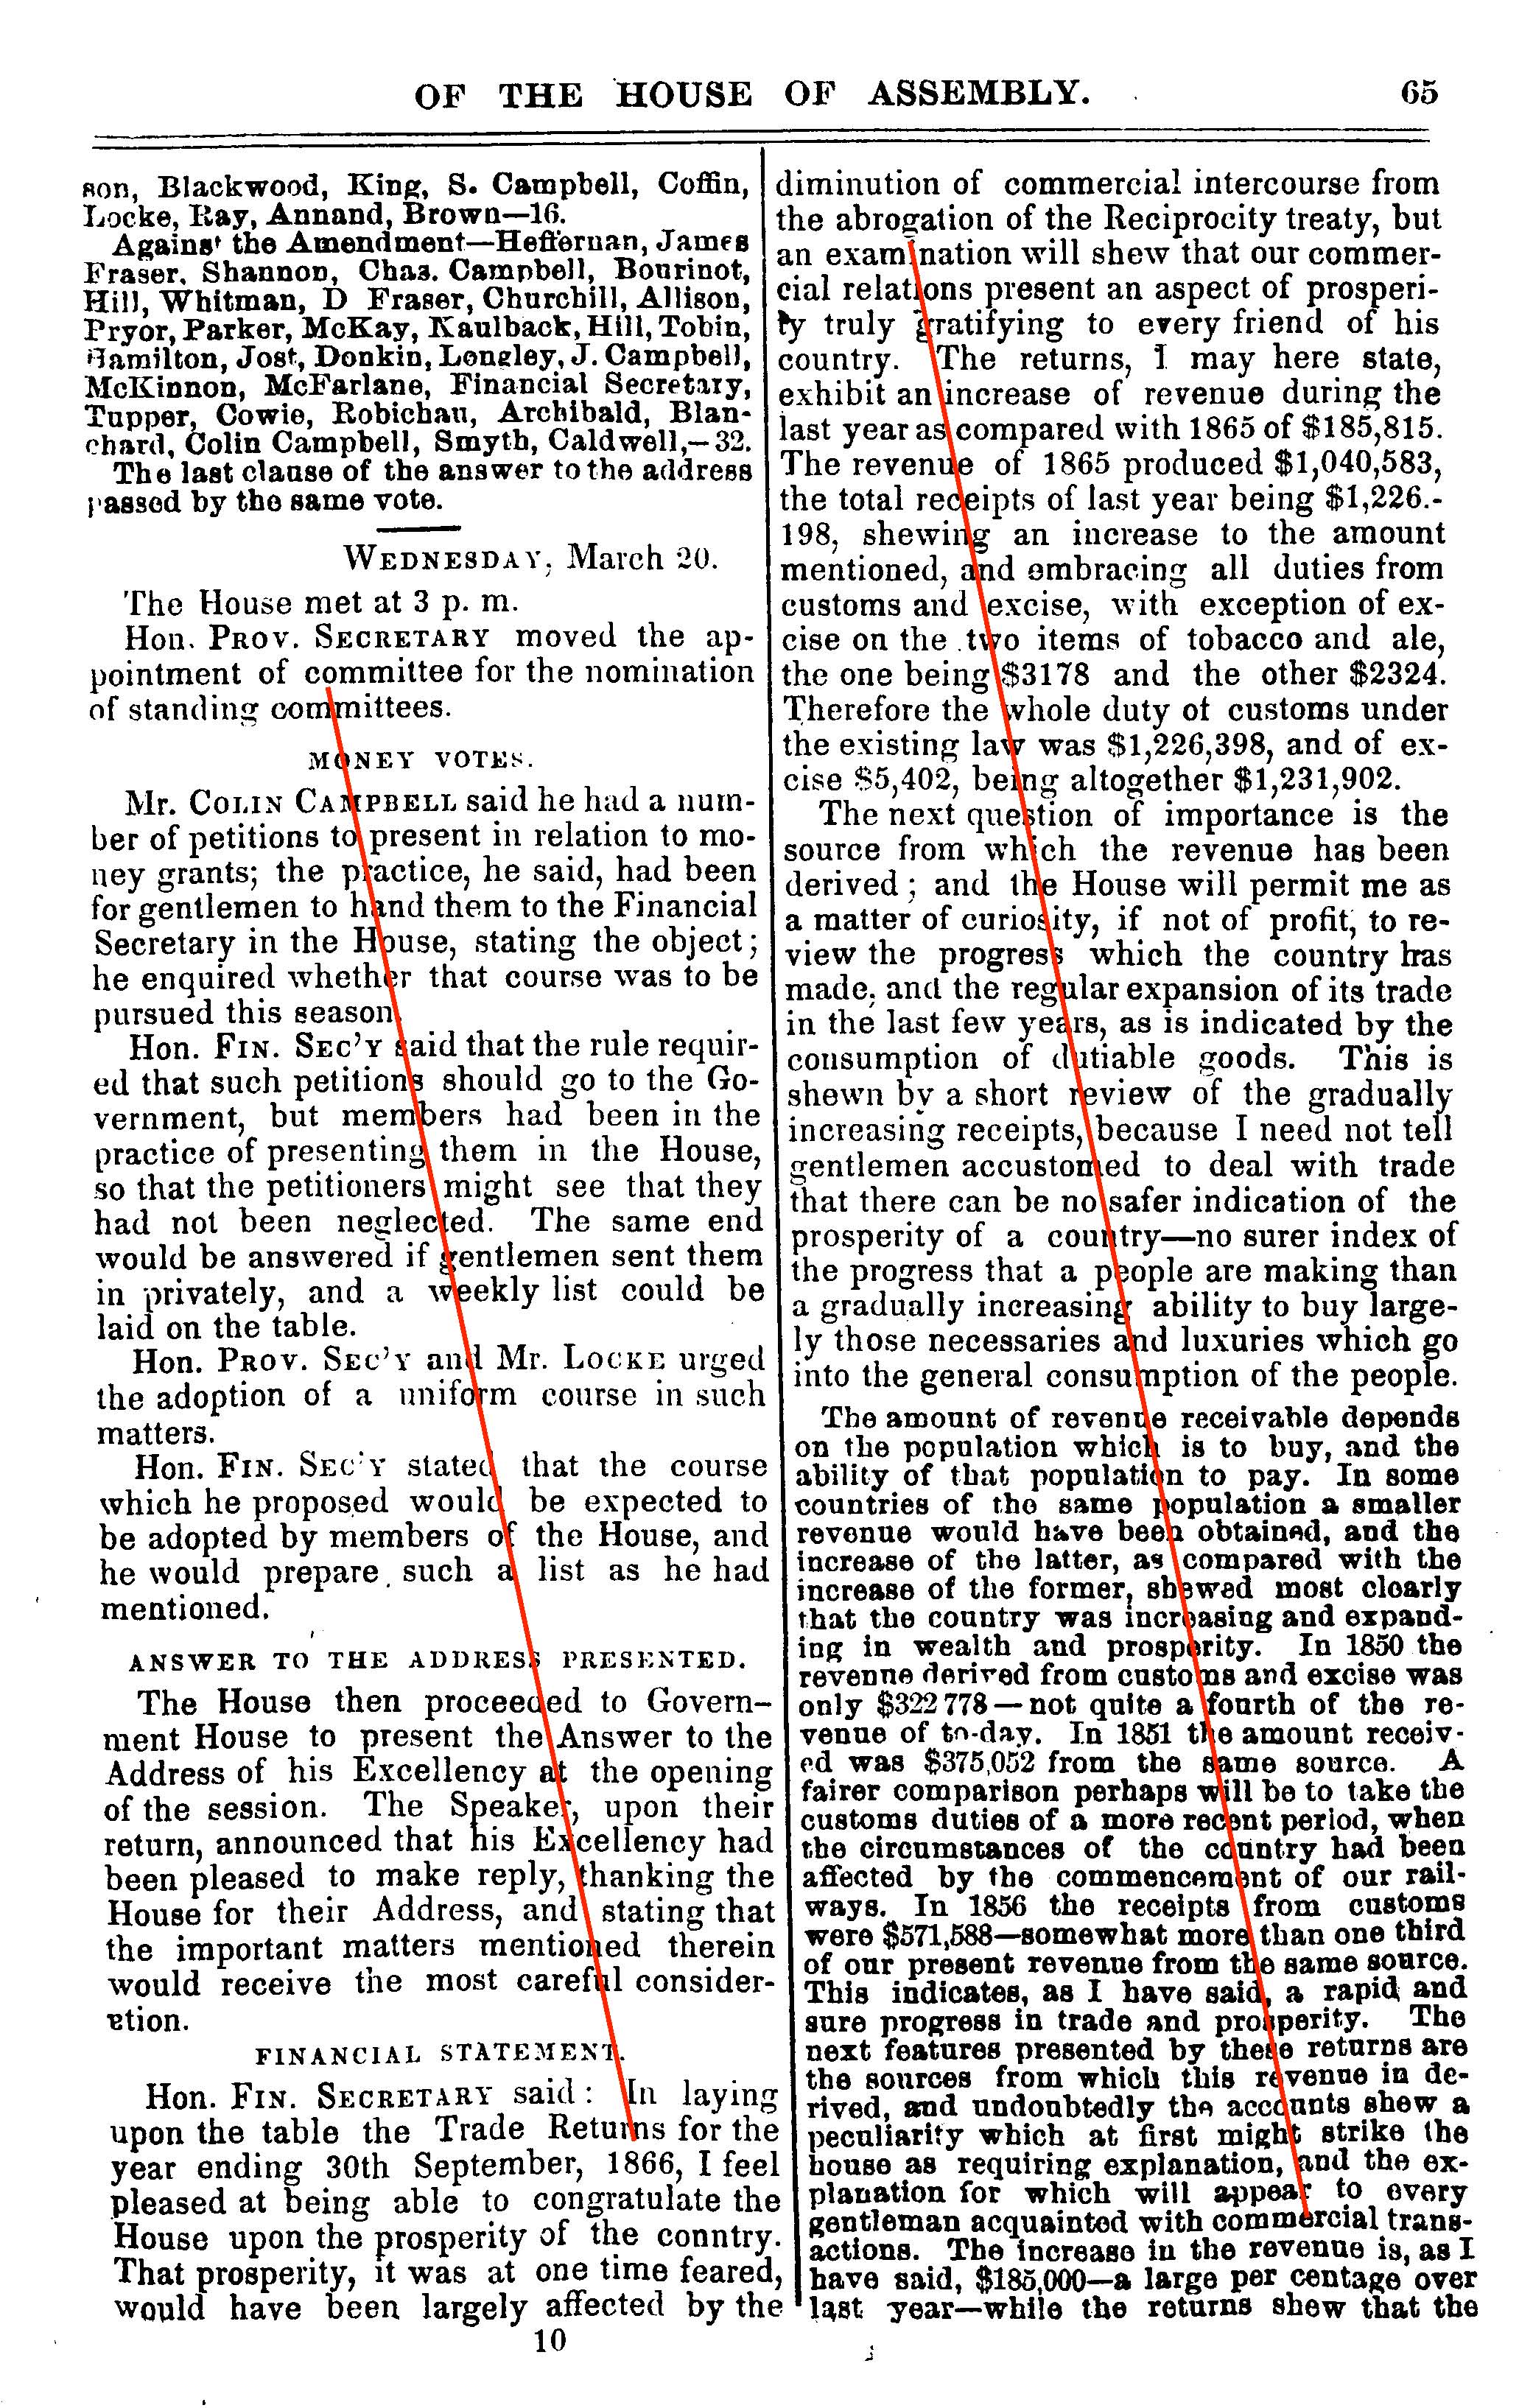 OF THE HOUSE OF ASSEMBLY. 65
son, Blackwood, King, S. Campbell, Coffin,
Locke, Ray, Annand, Brown—16.
Against the Amendment—Heffernan, James
Fraser, Shannon, Chas. Campbell, Bourinot,
Hill, Whitman, D Fraser, Churchill, Allison,
Pryor, Parker, McKay, Kaulback, Hill, Tobin,
Hamilton, Jost, Donkin, Longley, J. Campbell,
McKinnon, McFarlane, Financial Secretary,
Tupper, Cowie, Robichau, Archibald, Blan-
chard, Colin Campbell, Smyth, Caldwell,—32.
The last clause of the answer to the address
passed by the same vote.
WEDNESDAY, March 20.
The House met at 3 p. m.
Hon. PROV. SECRETARY moved the ap-
pointment of committee for the nomination
of standing committees.
MONEY VOTES.
Mr. COLIN CAMPBELL said he had a num-
ber of petitions to present in relation to mo-
ney grants; the practice, he said, had been
for gentlemen to hand them to the Financial
Secretary in the House, stating the object;
he enquired whether that course was to be
pursued this season.
Hon. FIN. SEC'Y said that the rule requir-
ed that such petitions should go to the Go-
vernment, but members had been in the
practice of presenting them in the House,
so that the petitioners might see that they
had not been neglected. The same end
would be answered if gentlemen sent them
in privately, and a weekly list could be
laid on the table.
Hon. PROV. SEC'Y and Mr. LOCKE urged
the adoption of a uniform course in such
matters.
Hon. FIN. SEC'Y stated that the course
which he proposed would be expected to
be adopted by members of the House, and
he would prepare such a list as he had
mentioned.
ANSWER TO THE ADDRESS PRESENTED.
The House then proceeded to Govern-
ment House to present the Answer to the
Address of his Excellency at the opening
of the session. The Speaker, upon their
return, announced that his Excellency had
been pleased to make reply, thanking the
House for their Address, and stating that
the important matters mentioned therein
would receive the most careful consider-
ation.
FINANCIAL STATEMENT.
Hon. FIN. SECRETARY said: In laying
upon the table the Trade Returns for the
year ending 30th September, 1866, I feel
pleased at being able to congratulate the
House upon the prosperity of the conntry.
That prosperity, it was at one time feared,
would have been largely affected by the
10
diminution of commercial intercourse from
the abrogation of the Reciprocity treaty, but
an examination will shew that our commer-
cial relations present an aspect of prosperi-
ty truly gratifying to every friend of his
country. The returns, I may here state,
exhibit an increase of revenue during the
last year as compared with 1865 of $185,815.
The revenue of 1865 produced $1,040,583,
the total receipts of last year being $1,226.-
198, shewing an increase to the amount
mentioned, and embracing all duties from
customs and excise, with exception of ex-
cise on the two items of tobacco and ale,
the one being $3178 and the other $2324.
Therefore the whole duty of customs under
the existing law was $1,226,398, and of ex-
cise $5,402, being altogether $1,231,902.
The next question of importance is the
source from which the revenue has been
derived; and the House will permit me as
a matter of curiosity, if not of profit, to re-
view the progress which the country has
made, and the regular expansion of its trade
in the last few years, as is indicated by the
consumption of dutiable goods. This is
shewn by a short review of the gradually
increasing receipts, because I need not tell
gentlemen accustomed to deal with trade
that there can be no safer indication of the
prosperity of a country—no surer index of
the progress that a people are making than
a gradually increasing ability to buy large-
ly those necessaries and luxuries which go
into the general consumption of the people.
The amount of revenue receivable depends
on the population which is to buy, and the
ability of that population to pay. In some
countries of the same population a smaller
revenue would have been obtained, and the
increase of the latter, as compared with the
increase of the former, shewed most clearly
that the country was increasing and expand-
ing in wealth and prosperity. In 1850 the
revenue derived from customs and excise was
only $322 778—not quite a fourth of the re-
venue of to-day. In 1851 the amount receiv-
ed was $375,052 from the same source. A
fairer comparison perhaps will be to take the
customs duties of a more recent period, when
the circumstances of the country had been
affected by the commencement of our rail-
ways. In 1856 the receipts from customs
were $571,588—somewhat more than one third
of our present revenue from the same source.
This indicates, as I have said, a rapid and
sure progress in trade and prosperity. The
next features presented by these returns are
the sources from which this revenue in de-
rived, and undoubtedly the accounts shew a
peculiarity which at first might strike the
house as requiring explanation, and the ex-
planation for which will appear to every
gentleman acquainted with commercial trans-
actions. The increase in the revenue is, as I
have said, $185,000—a large per centage over
last year—while the returns shew that the